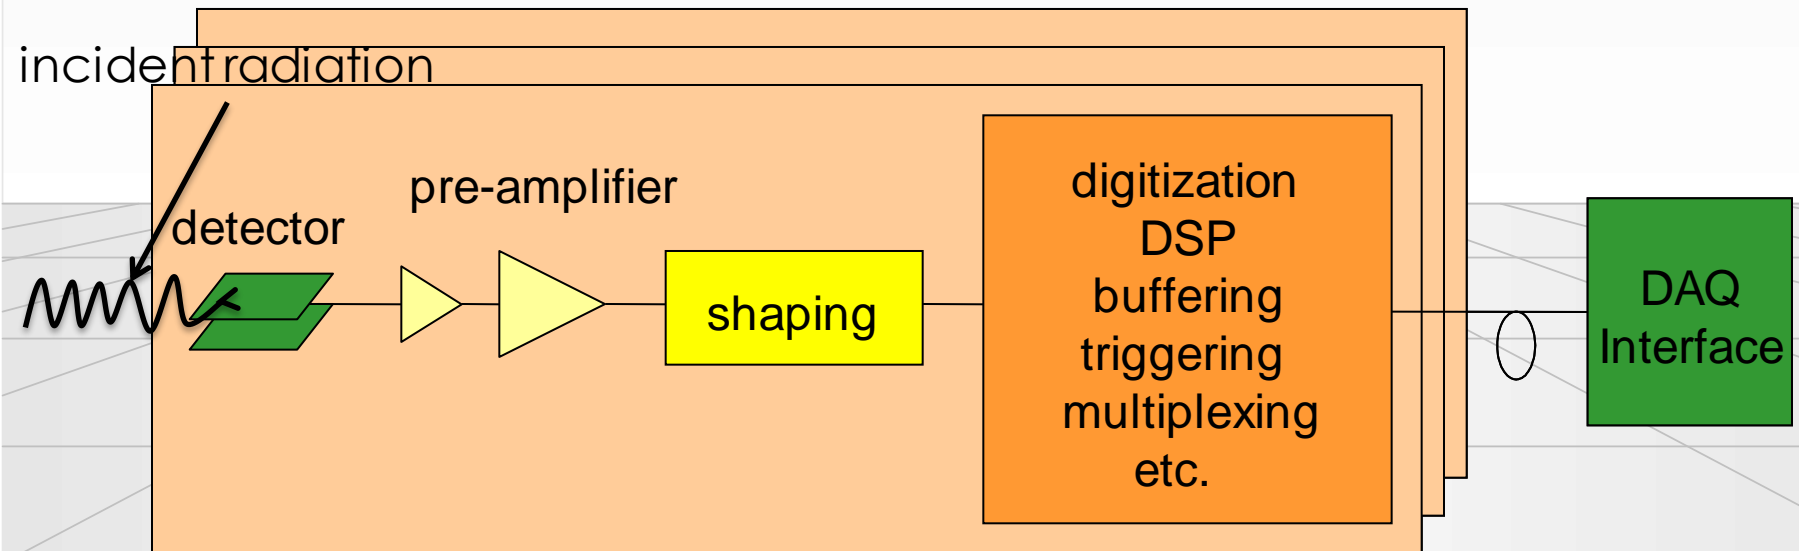 incident radiation
detector
pre-amplifier
shaping
digitization
DSP
buffering
triggering
multiplexing
etc.
DAQ
Interface